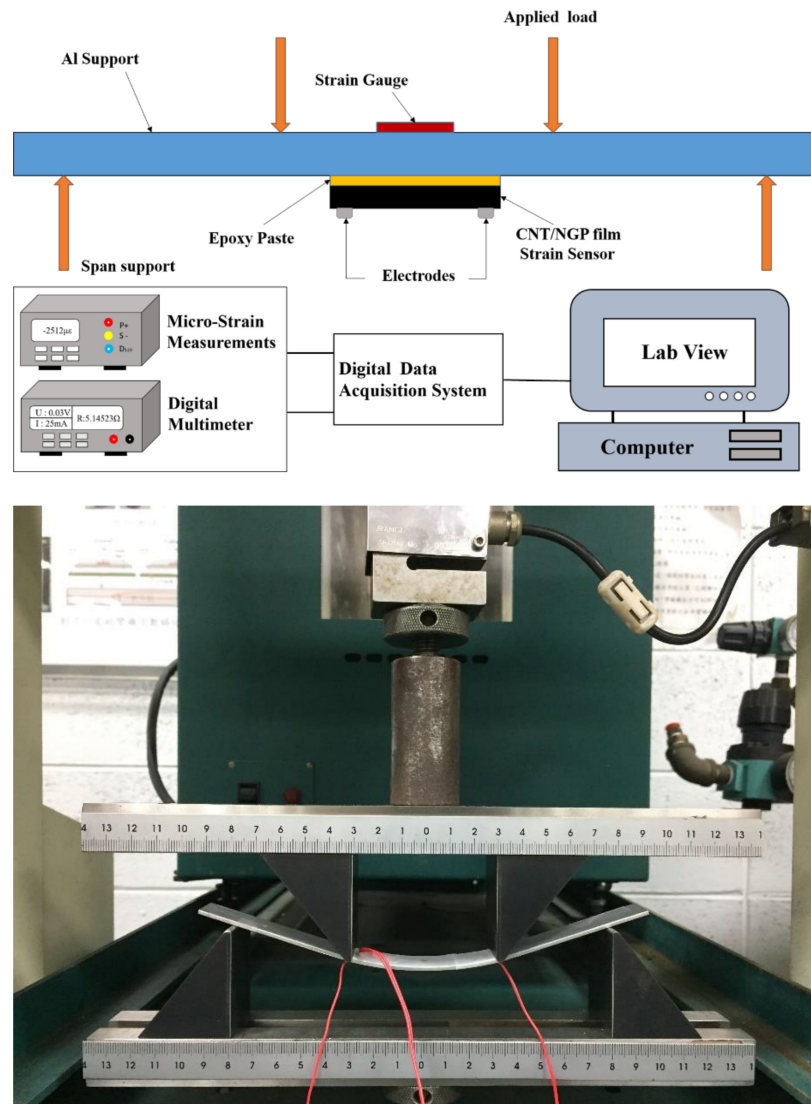 Applied load
Al Support
Strain Gauge
Epoxy Paste
CNT/NGP film
Strain Sensor
Span support
Electrodes
-2512με
P+
S -
Micro-Strain
Measurements
U : 0.03V
I : 25mA
R:5.14523Ω
Digital
Multimeter
Digital Data
Acquisition System
Lab View
Computer
4 13 12 11 10 9 8 7 6 5 4 3 2 1 0 1 2 3 4 5 6 7 8 9 10 11 12 13 1
4 13 12 11 10 9 8 7 6 5 4 3 2 1 0 1 2 3 4 5 6 7 8 9 10 11 12 13 1